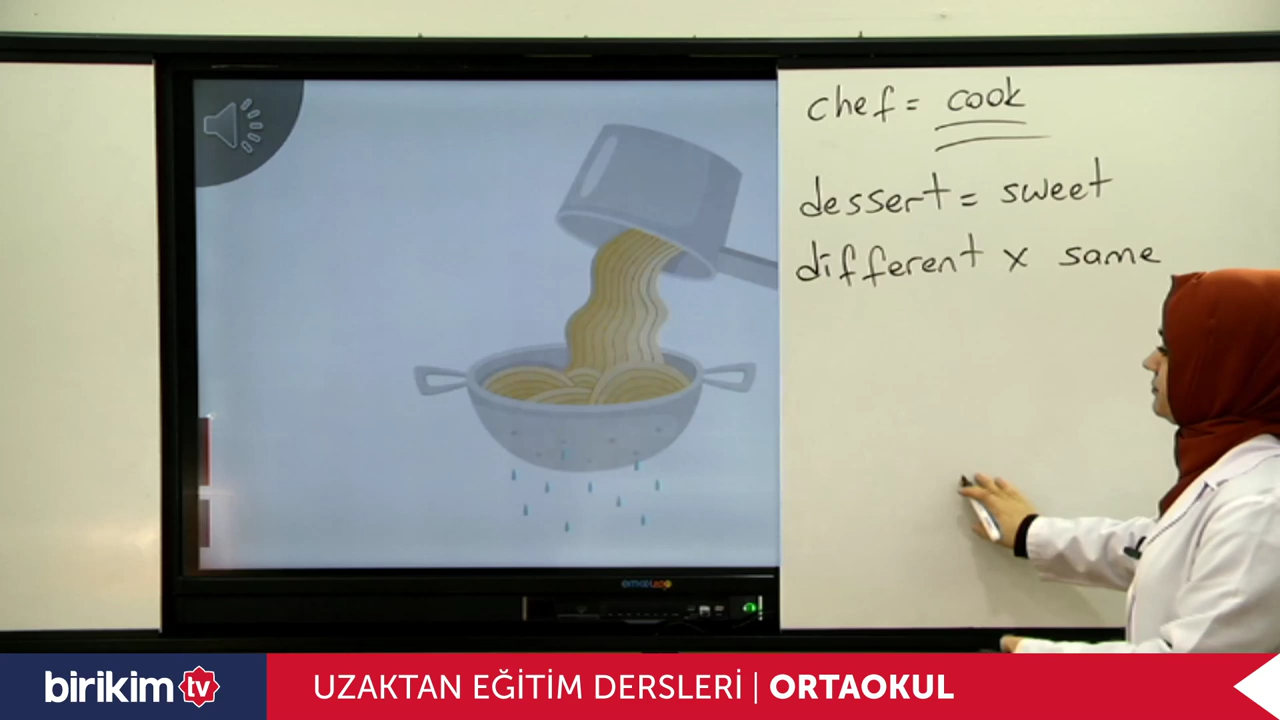 chef = cook
dessert = sweet
different x same
birikim tv
UZAKTAN EĞİTİM DERSLERİ | ORTAOKUL